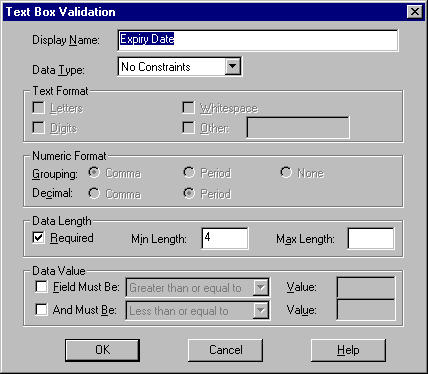 Text Box Validation
Display Name: Expiry Date
Data Type: No Constraints
Text Format
Letters Whitespace
Digits Other:
Numeric Format
Grouping: Comma Period None
Decimal: Comma Period
Data Length
Required Min Length: 4 Max Length:
Data Value
Field Must Be: Greater than or equal to Value:
And Must Be: Less than or equal to Value:
OK Cancel Help